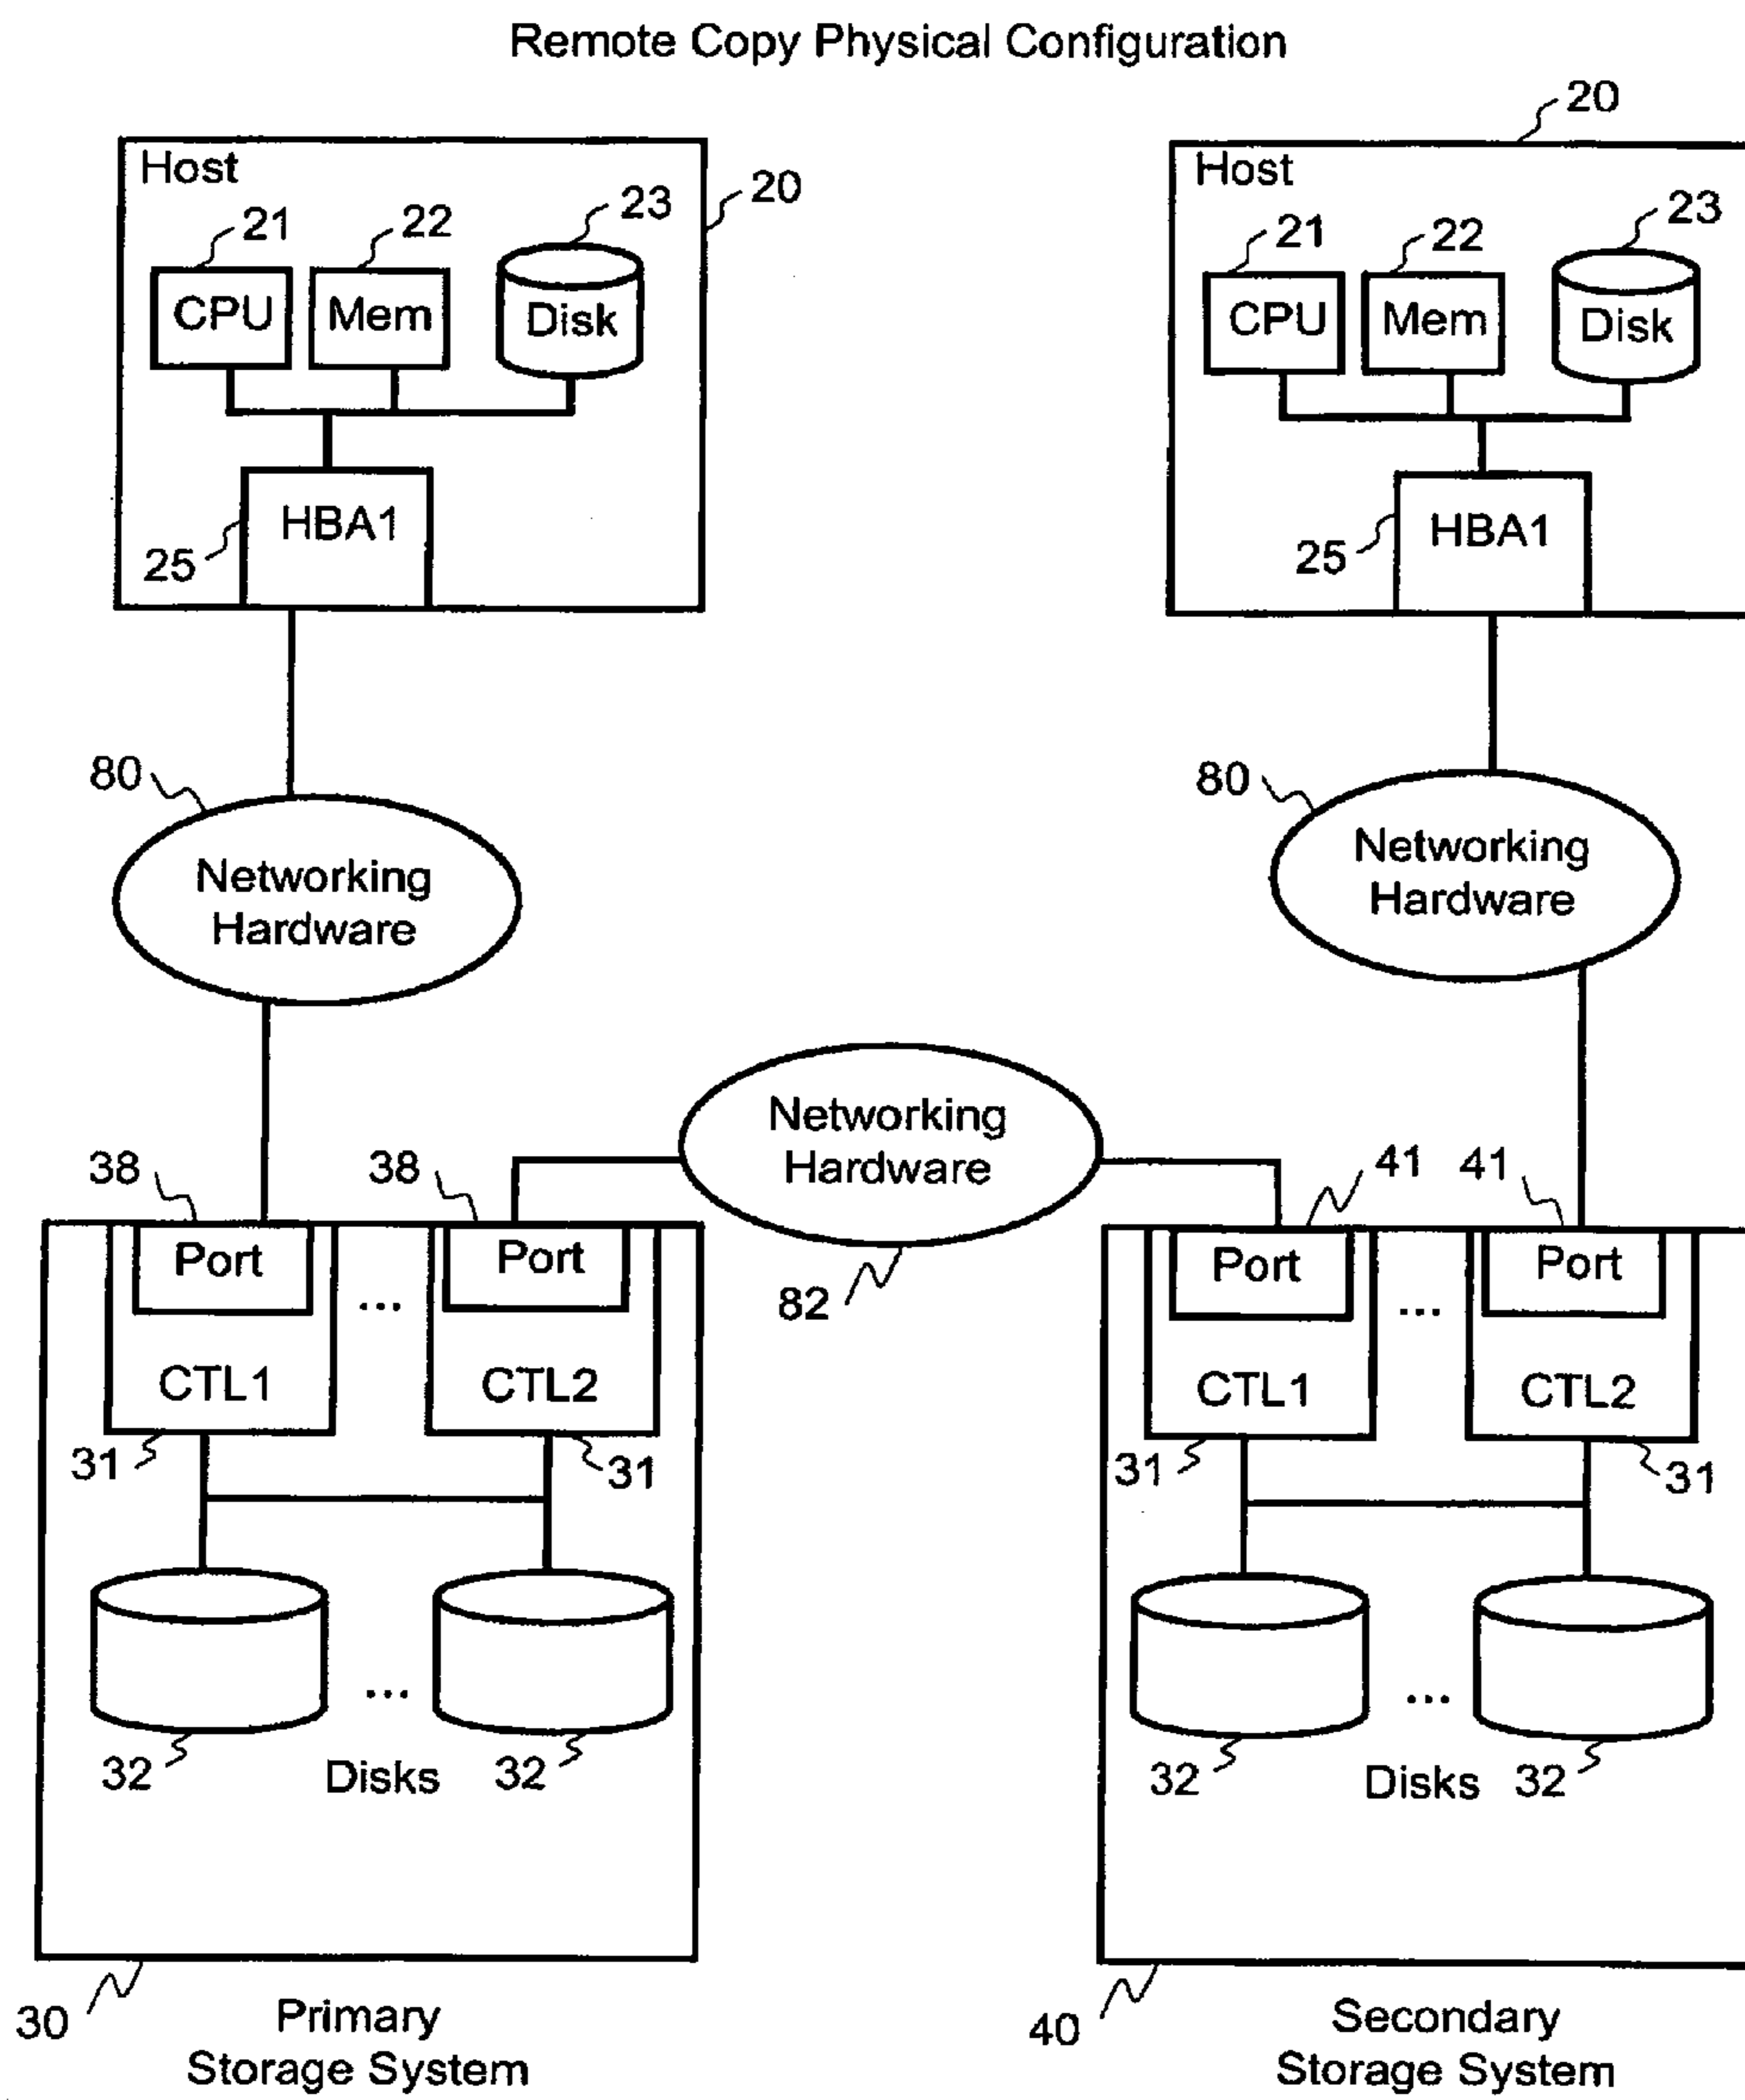 Remote Copy Physical Configuration
20
Host
20
21
22
23
CPU
Mem
Disk
HBA1
25
Host
21
22
23
CPU
Mem
Disk
HBA1
25
80
Networking
Hardware
80
Networking
Hardware
Networking
Hardware
82
38
38
Port
...
Port
CTL1
CTL2
31
31
...
32
Disks
32
30
Primary
Storage System
41
41
Port
...
Port
CTL1
CTL2
31
31
...
32
Disks
32
40
Secondary
Storage System